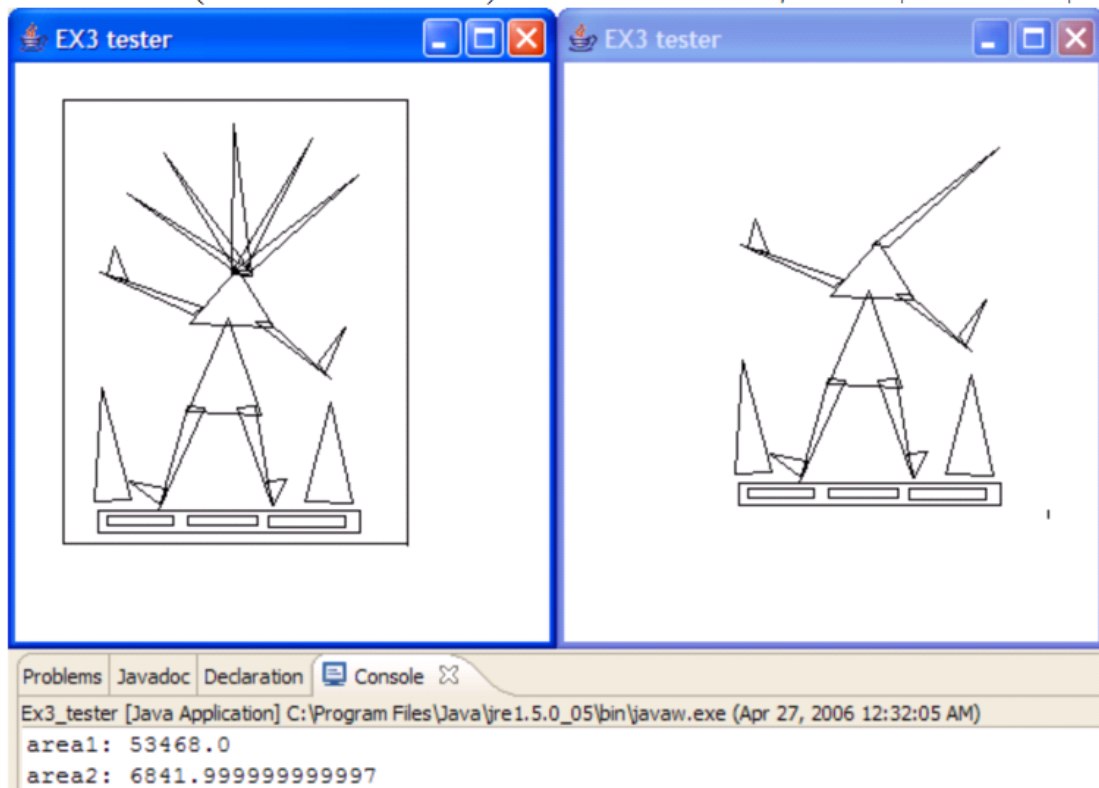 EX3 tester
EX3 tester
Problems Javadoc Declaration Console
Ex3_tester [Java Application] C:\Program Files\Java\jre1.5.0_05\bin\javaw.exe (Apr 27, 2006 12:32:05 AM)
area1: 53468.0
area2: 6841.999999999997